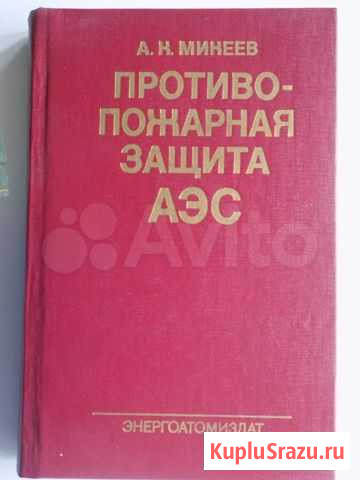 А. Н. МИНЕЕВ
ПРОТИВО-
ПОЖАРНАЯ
ЗАЩИТА
АЭС
Avito
ЭНЕРГОАТОМИЗДАТ
KupluSrazu.ru